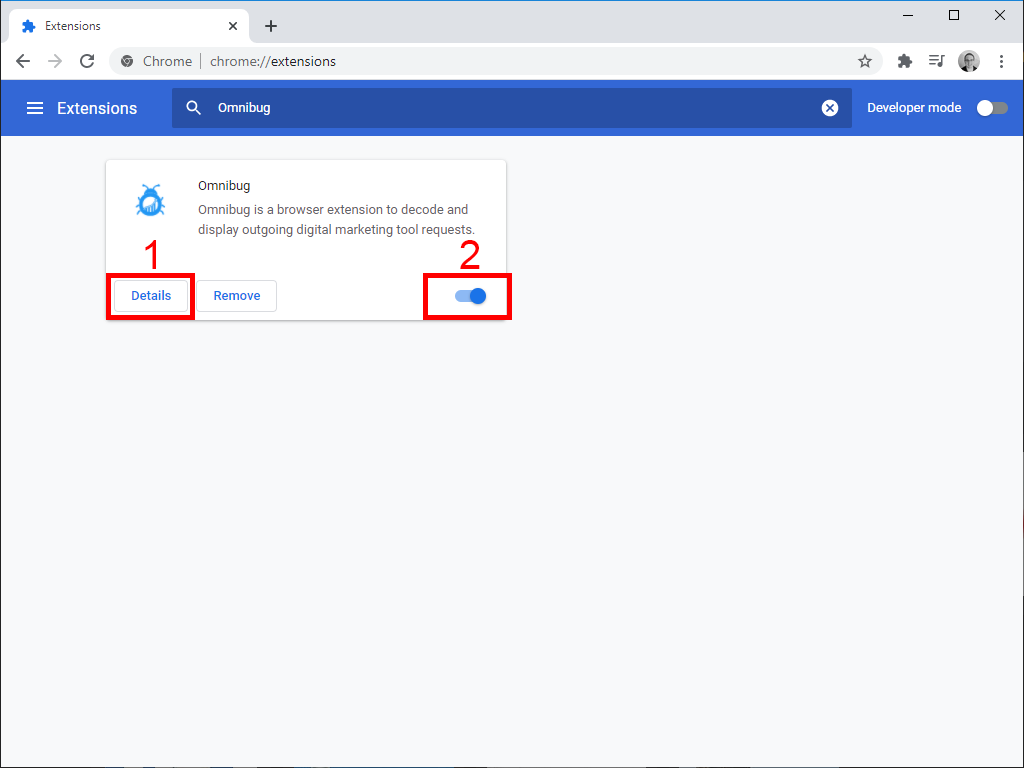 Extensions
Chrome chrome://extensions
Extensions Omnibug Developer mode
Omnibug
Omnibug is a browser extension to decode and
display outgoing digital marketing tool requests.
1 2
Details Remove